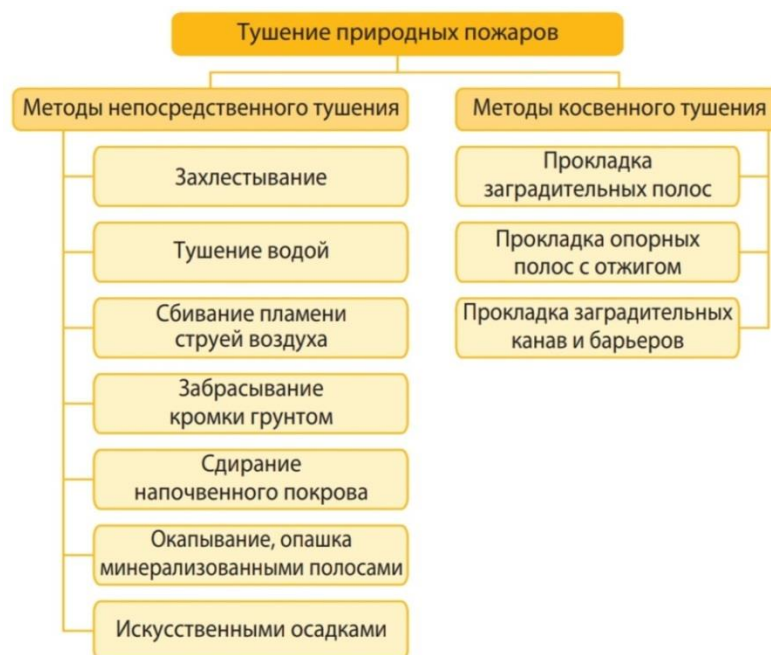 Тушение природных пожаров
Методы непосредственного тушения
Захлестывание
Тушение водой
Сбивание пламени
струей воздуха
Забрасывание
кромки грунтом
Сдирание
напочвенного покрова
Окапывание, опашка
минерализованными полосами
Искусственными осадками
Методы косвенного тушения
Прокладка
заградительных полос
Прокладка опорных
полос с отжигом
Прокладка заградительных
канав и барьеров